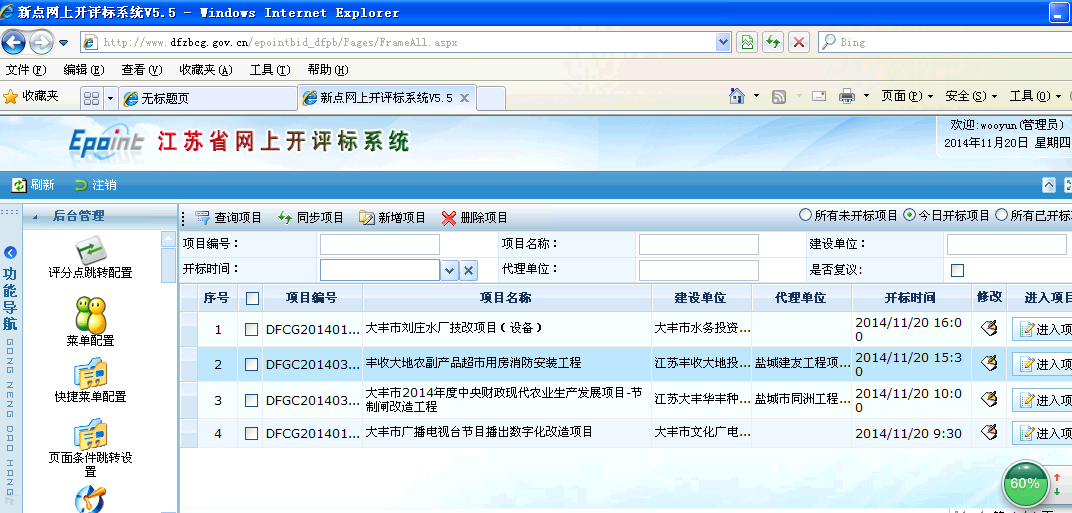 新点网上开评标系统V5.5 - Windows Internet Explorer
http://www.dfzbcg.gov.cn/epointbid_dfpb/Pages/FrameAll.aspx
Bing
文件(F) 编辑(E) 查看(V) 收藏夹(A) 工具(T) 帮助(H)
收藏夹 无标题页 新点网上开评标系统V5.5 页面(P) 安全(S) 工具(O)
Epoint 江苏省网上开评标系统
欢迎:wooyun(管理员)
2014年11月20日 星期四
刷新 注销
后台管理
查询项目 同步项目 新增项目 删除项目 所有未开标项目 今日开标项目 所有已开标
项目编号: 项目名称: 建设单位:
开标时间: 代理单位: 是否复议:
序号 项目编号 项目名称 建设单位 代理单位 开标时间 修改 进入项目
1 DFCG201401... 大丰市刘庄水厂技改项目(设备) 大丰市水务投资... 2014/11/20 16:00 进入项
2 DFGC201403... 丰收大地农副产品超市用房消防安装工程 江苏丰收大地投... 盐城建发工程项... 2014/11/20 15:30 进入项
3 DFGC201403... 大丰市2014年度中央财政现代农业生产发展项目-节制闸改造工程 江苏大丰华丰种... 盐城市同洲工程... 2014/11/20 10:00 进入项
4 DFCG201401... 大丰市广播电视台节目播出数字化改造项目 大丰市文化广电... 2014/11/20 9:30 进入项
功能导航
GONG NENG DAO HANG
评分点跳转配置
菜单配置
快捷菜单配置
页面条件跳转设置
60%